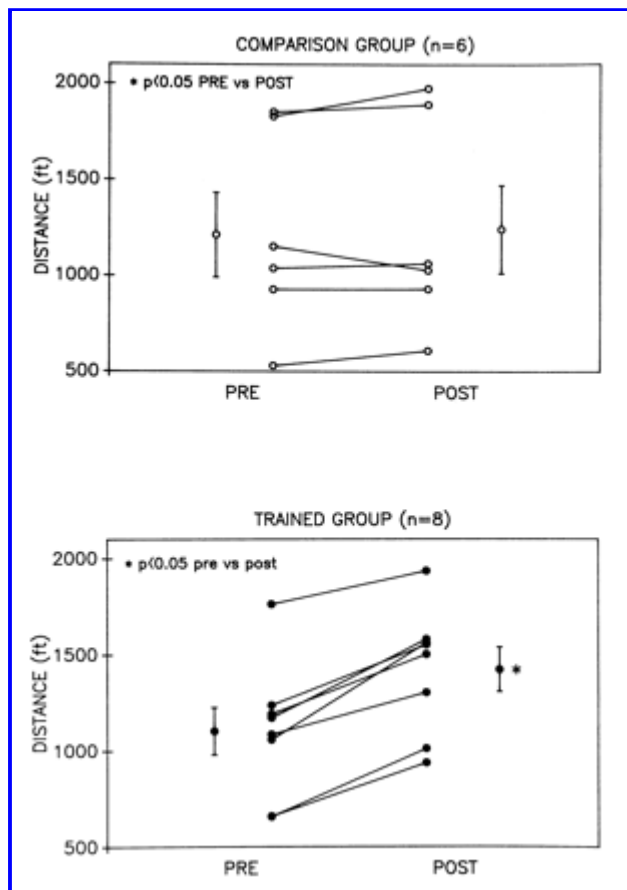 COMPARISON GROUP (n=6)
* p<0.05 PRE vs POST
2000
1500
1000
500
DISTANCE (ft)
PRE POST
TRAINED GROUP (n=8)
* p<0.05 pre vs post
2000
1500
1000
500
DISTANCE (ft)
*
PRE POST